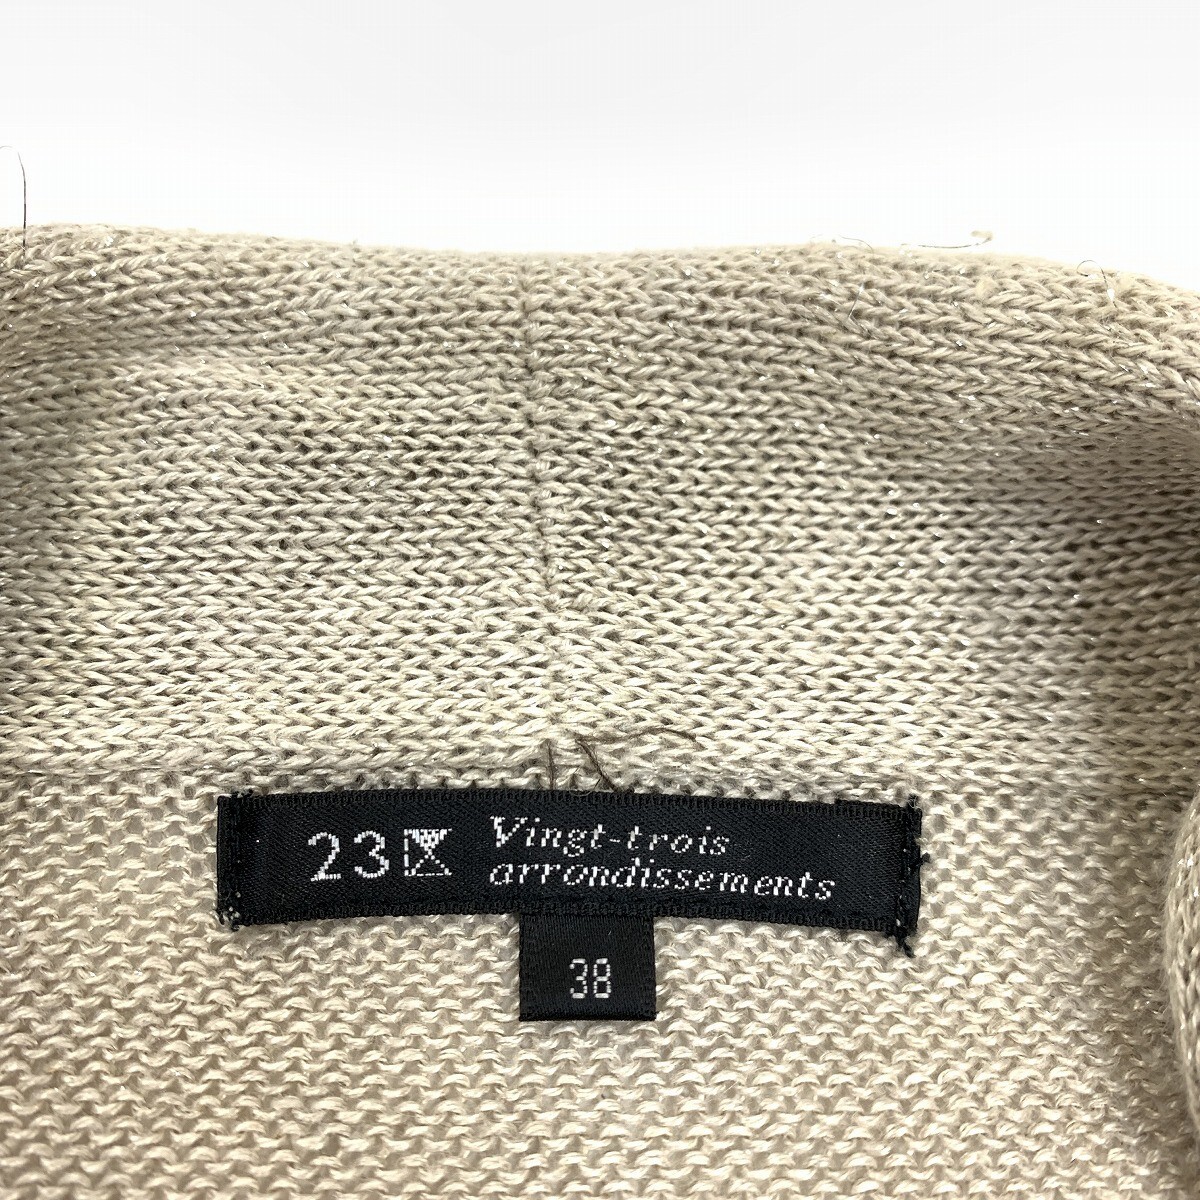 23区 Vingt-trois
arrondissements
38